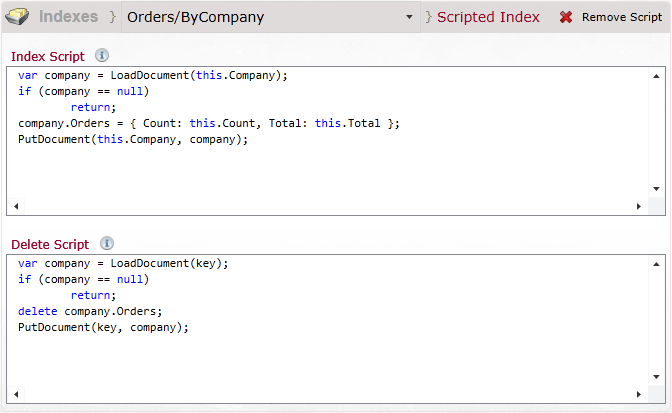 Indexes } Orders/ByCompany } Scripted Index Remove Script
Index Script
var company = LoadDocument(this.Company);
if (company == null)
        return;
company.Orders = { Count: this.Count, Total: this.Total };
PutDocument(this.Company, company);
Delete Script
var company = LoadDocument(key);
if (company == null)
        return;
delete company.Orders;
PutDocument(key, company);